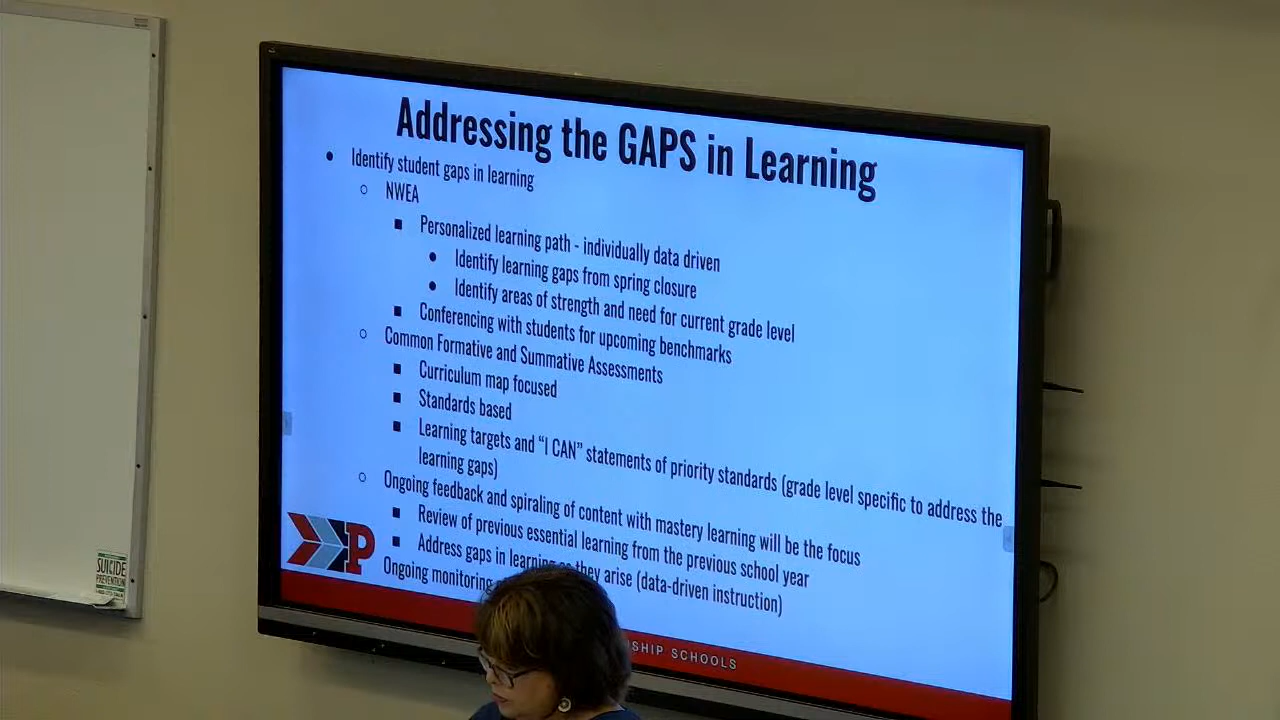 Addressing the GAPS in Learning
● Identify student gaps in learning
○ NWEA
■ Personalized learning path - individually data driven
● Identify learning gaps from spring closure
● Identify areas of strength and need for current grade level
■ Conferencing with students for upcoming benchmarks
○ Common Formative and Summative Assessments
■ Curriculum map focused
■ Standards based
■ Learning targets and “I CAN” statements of priority standards (grade level specific to address the
learning gaps)
○ Ongoing feedback and spiraling of content with mastery learning will be the focus
■ Review of previous essential learning from the previous school year
■ Address gaps in learning as they arise (data-driven instruction)
Ongoing monitoring
P
SHIP SCHOOLS
SUICIDE
PREVENTION